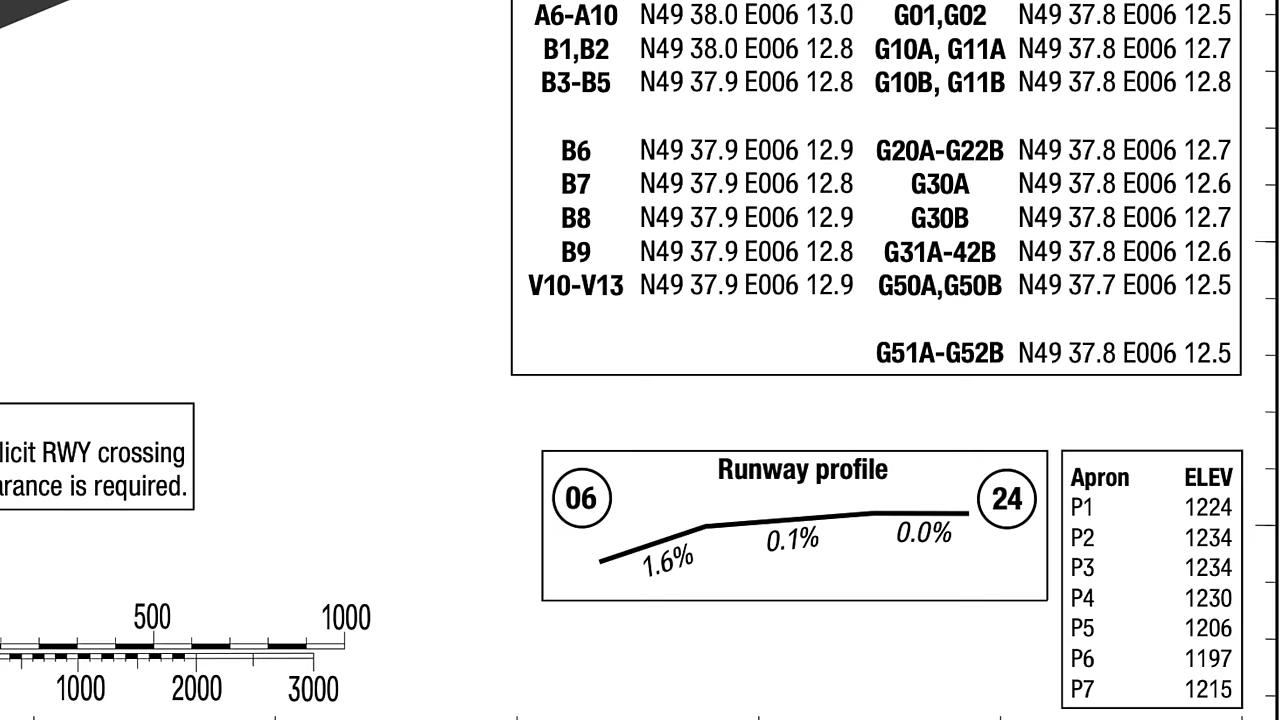 A6-A10 N49 38.0 E006 13.0 G01,G02 N49 37.8 E006 12.5
B1,B2 N49 38.0 E006 12.8 G10A, G11A N49 37.8 E006 12.7
B3-B5 N49 37.9 E006 12.8 G10B, G11B N49 37.8 E006 12.8
B6 N49 37.9 E006 12.9 G20A-G22B N49 37.8 E006 12.7
B7 N49 37.9 E006 12.8 G30A N49 37.8 E006 12.6
B8 N49 37.9 E006 12.9 G30B N49 37.8 E006 12.7
B9 N49 37.9 E006 12.8 G31A-42B N49 37.8 E006 12.6
V10-V13 N49 37.9 E006 12.9 G50A,G50B N49 37.7 E006 12.5
G51A-G52B N49 37.8 E006 12.5
licit RWY crossing
arance is required.
Runway profile
06 24
1.6% 0.1% 0.0%
Apron ELEV
P1 1224
P2 1234
P3 1234
P4 1230
P5 1206
P6 1197
P7 1215
500 1000
1000 2000 3000